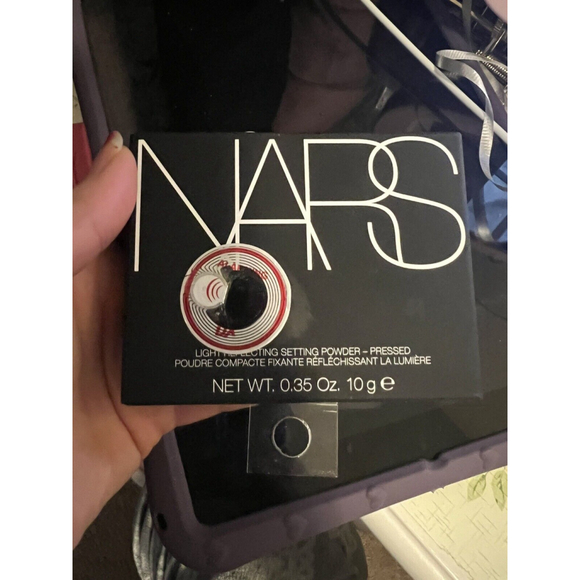 NARS
LIGHT REFLECTING SETTING POWDER – PRESSED
POUDRE COMPACTE FIXANTE RÉFLÉCHISSANT LA LUMIÈRE
NET WT. 0.35 Oz. 10 g ℮